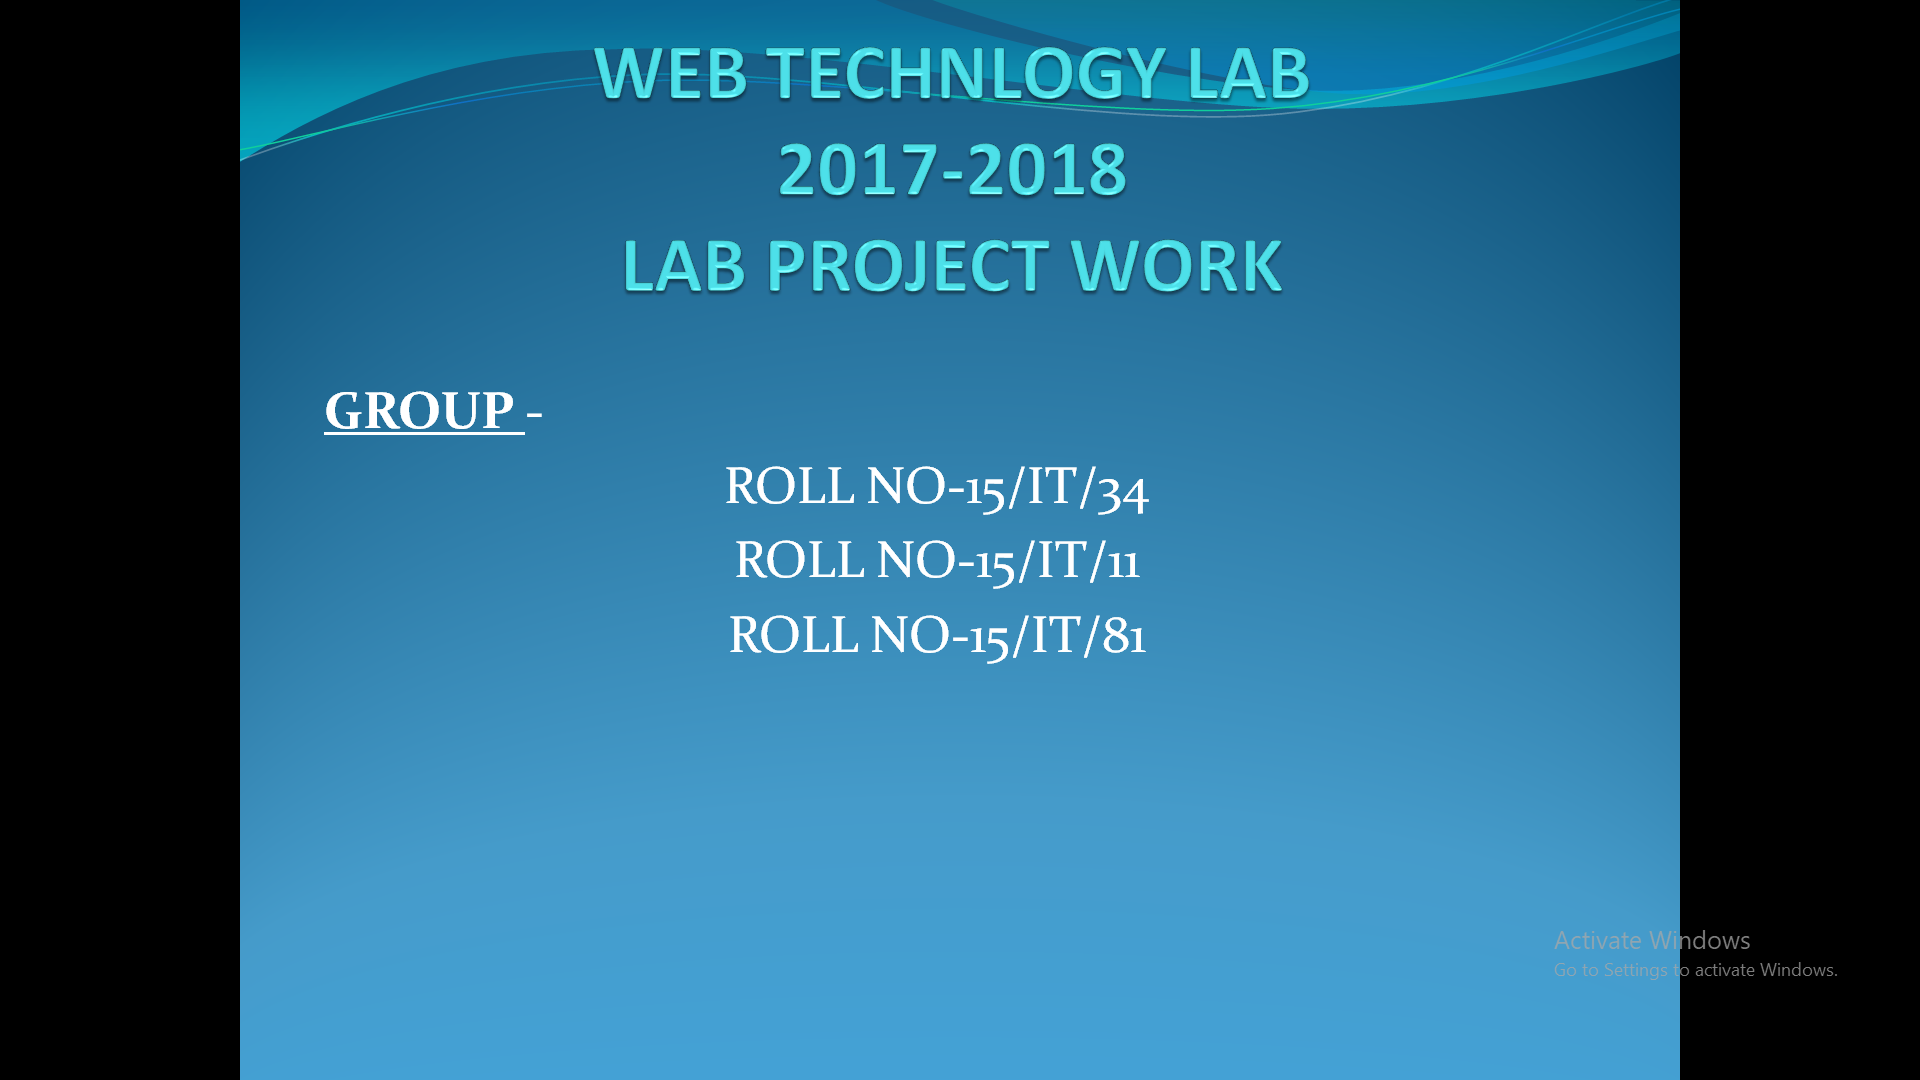 WEB TECHNLOGY LAB
2017-2018
LAB PROJECT WORK
GROUP -
ROLL NO-15/IT/34
ROLL NO-15/IT/11
ROLL NO-15/IT/81
Activate Windows
Go to Settings to activate Windows.